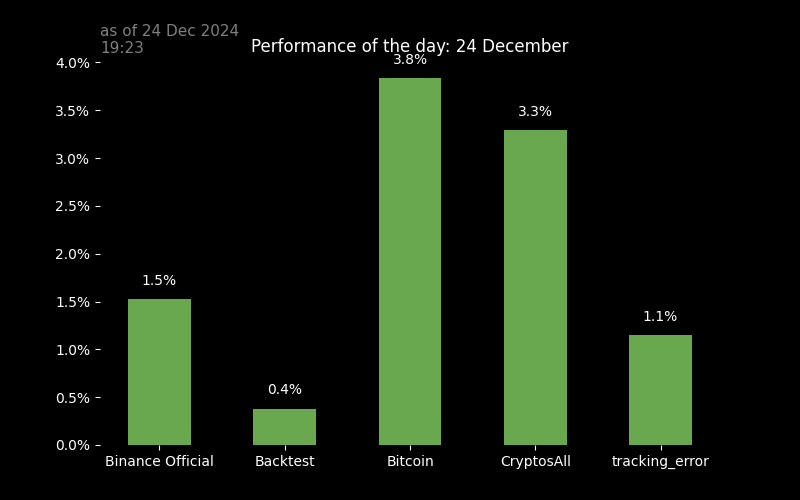 as of 24 Dec 2024
19:23
Performance of the day: 24 December
4.0%
3.5%
3.0%
2.5%
2.0%
1.5%
1.0%
0.5%
0.0%
1.5%
0.4%
3.8%
3.3%
1.1%
Binance Official
Backtest
Bitcoin
CryptosAll
tracking_error